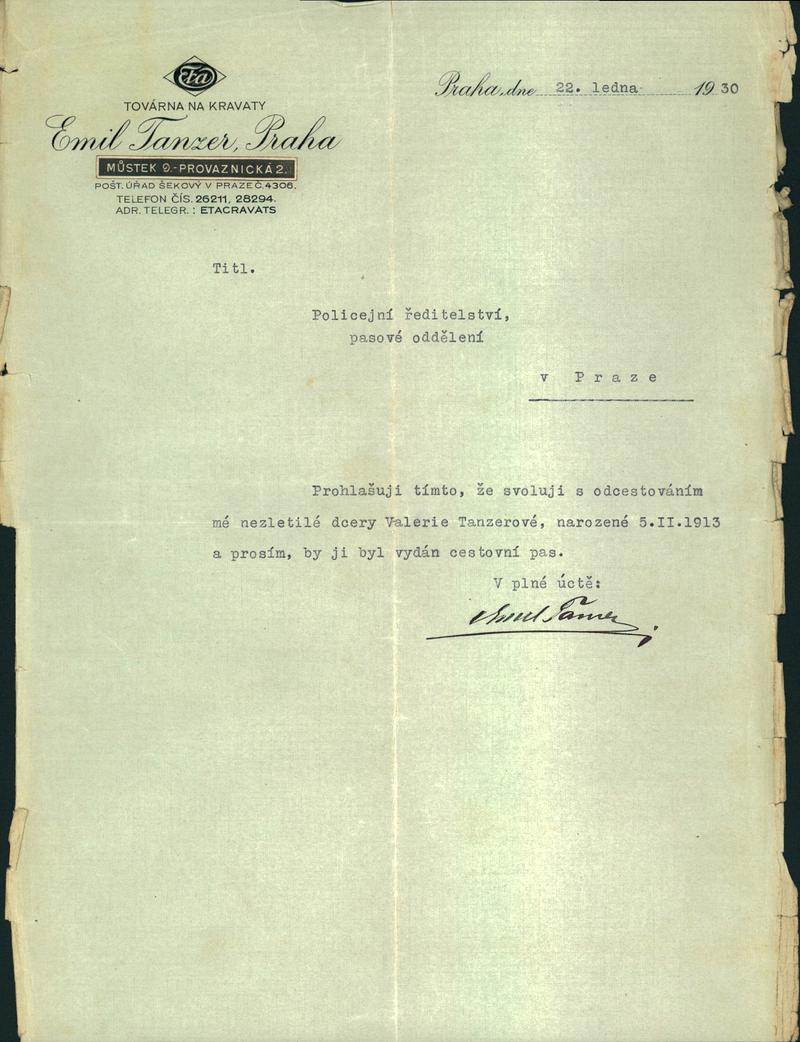 Eta
TOVÁRNA NA KRAVATY
Emil Tanzer, Praha
MŮSTEK 9.-PROVAZNICKÁ 2.
POŠT. ÚŘAD ŠEKOVÝ V PRAZE Č. 4306.
TELEFON ČÍS. 26211, 28294.
ADR. TELEGR.: ETACRAVATS
Praha, dne 22. ledna 1930
Titl.
Policejní ředitelství,
pasové oddělení
v Praze
Prohlašuji tímto, že svoluji s odcestováním
mé nezletilé dcery Valerie Tanzerové, narozené 5.II.1913
a prosím, by ji byl vydán cestovní pas.
V plné úctě:
Emil Tanzer